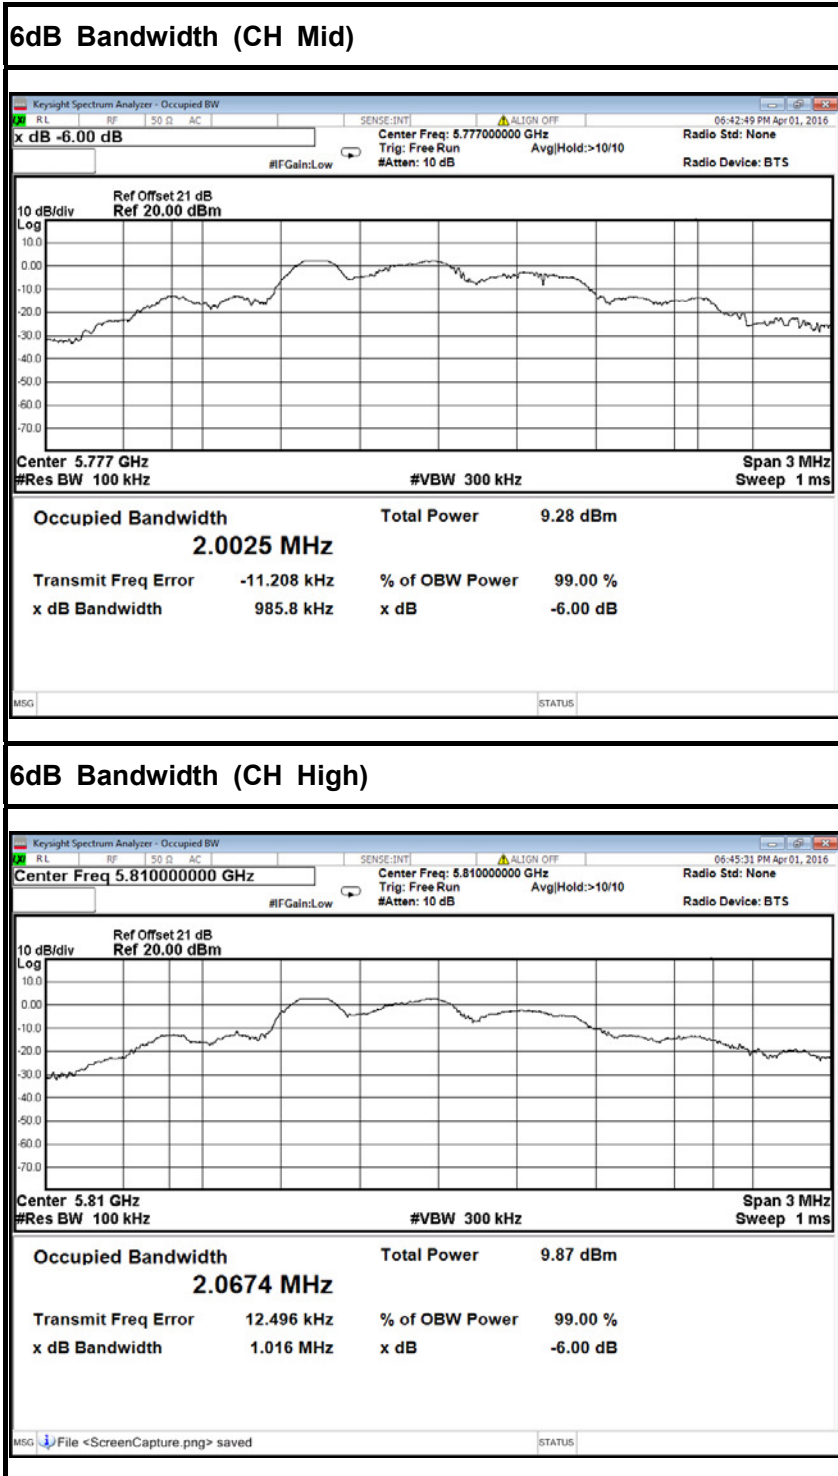 6dB Bandwidth (CH Mid)
Keysight Spectrum Analyzer - Occupied BW
RL RF 50 Ω AC SENSE:INT ALIGN OFF 06:42:49 PM Apr 01, 2016
x dB -6.00 dB Center Freq: 5.777000000 GHz Radio Std: None
Trig: Free Run Avg|Hold:>10/10
#IFGain:Low #Atten: 10 dB Radio Device: BTS
Ref Offset 21 dB
10 dB/div Ref 20.00 dBm
Log
10.0
0.00
-10.0
-20.0
-30.0
-40.0
-50.0
-60.0
-70.0
Center 5.777 GHz Span 3 MHz
#Res BW 100 kHz #VBW 300 kHz Sweep 1 ms
Occupied Bandwidth Total Power 9.28 dBm
2.0025 MHz
Transmit Freq Error -11.208 kHz % of OBW Power 99.00 %
x dB Bandwidth 985.8 kHz x dB -6.00 dB
MSG STATUS
6dB Bandwidth (CH High)
Keysight Spectrum Analyzer - Occupied BW
RL RF 50 Ω AC SENSE:INT ALIGN OFF 06:45:31 PM Apr 01, 2016
Center Freq 5.810000000 GHz Center Freq: 5.810000000 GHz Radio Std: None
Trig: Free Run Avg|Hold:>10/10
#IFGain:Low #Atten: 10 dB Radio Device: BTS
Ref Offset 21 dB
10 dB/div Ref 20.00 dBm
Log
10.0
0.00
-10.0
-20.0
-30.0
-40.0
-50.0
-60.0
-70.0
Center 5.81 GHz Span 3 MHz
#Res BW 100 kHz #VBW 300 kHz Sweep 1 ms
Occupied Bandwidth Total Power 9.87 dBm
2.0674 MHz
Transmit Freq Error 12.496 kHz % of OBW Power 99.00 %
x dB Bandwidth 1.016 MHz x dB -6.00 dB
MSG File <ScreenCapture.png> saved STATUS